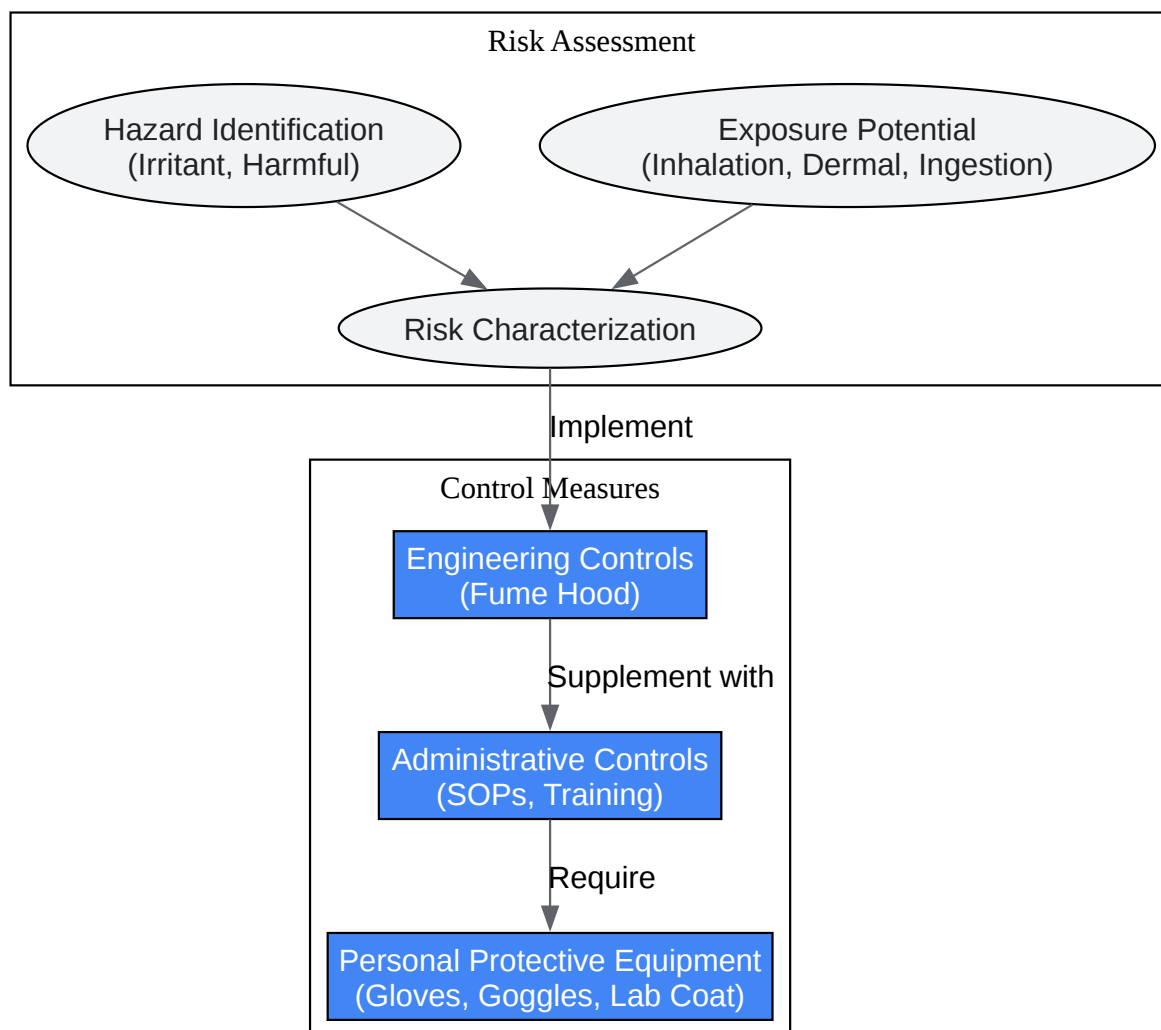 Risk Assessment
Hazard Identification
(Irritant, Harmful)
Exposure Potential
(Inhalation, Dermal, Ingestion)
Risk Characterization
Implement
Control Measures
Engineering Controls
(Fume Hood)
Supplement with
Administrative Controls
(SOPs, Training)
Require
Personal Protective Equipment
(Gloves, Goggles, Lab Coat)